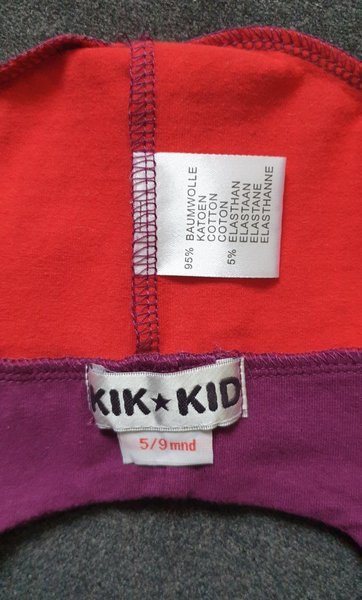 95% BAUMWOLLE
KATOEN
COTTON
COTON
5% ELASTHAN
ELASTAAN
ELASTANE
ELASTHANNE
KIK★KID
5/9 mnd